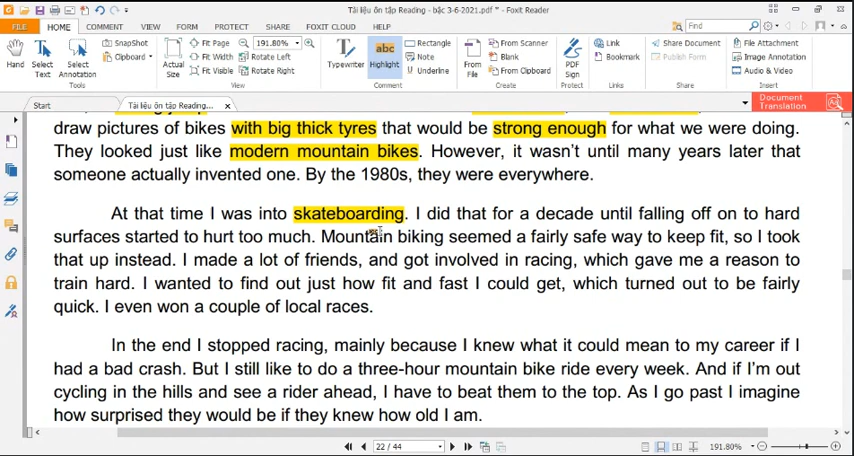 Tài liệu ôn tập Reading - bậc 3-6-2021.pdf * - Foxit Reader
FILE HOME COMMENT VIEW FORM PROTECT SHARE FOXIT CLOUD HELP Find
SnapShot Fit Page 191.80% Rectangle From Scanner Link Share Document File Attachment
Clipboard Fit Width Rotate Left Note Blank Bookmark Publish Form Image Annotation
Hand Select Text Select Annotation Actual Size Fit Visible Rotate Right Typewriter Highlight Underline From File From Clipboard PDF Sign Audio & Video
Tools View Comment Create Protect Links Share Insert
Start Tài liệu ôn tập Reading... Document Translation
draw pictures of bikes with big thick tyres that would be strong enough for what we were doing.
They looked just like modern mountain bikes. However, it wasn't until many years later that
someone actually invented one. By the 1980s, they were everywhere.
At that time I was into skateboarding. I did that for a decade until falling off on to hard
surfaces started to hurt too much. Mountain biking seemed a fairly safe way to keep fit, so I took
that up instead. I made a lot of friends, and got involved in racing, which gave me a reason to
train hard. I wanted to find out just how fit and fast I could get, which turned out to be fairly
quick. I even won a couple of local races.
In the end I stopped racing, mainly because I knew what it could mean to my career if I
had a bad crash. But I still like to do a three-hour mountain bike ride every week. And if I'm out
cycling in the hills and see a rider ahead, I have to beat them to the top. As I go past I imagine
how surprised they would be if they knew how old I am.
22 / 44 191.80%